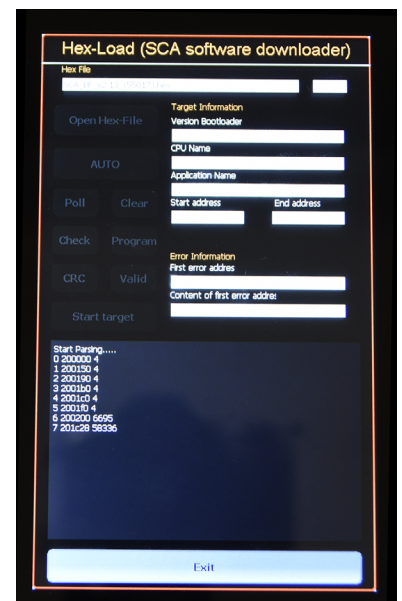 Hex-Load (SCA software downloader)
Hex File
Open Hex-File
Target Information
Version Bootloader
CPU Name
AUTO
Application Name
Poll
Clear
Start address
End address
Check
Program
Error Information
First error addres
CRC
Valid
Content of first error addre
Start target
Start Parsing.....
0 200000 4
1 200150 4
2 200190 4
3 2001b0 4
4 2001c0 4
5 2001f0 4
6 200200 6695
7 201c28 58336
Exit